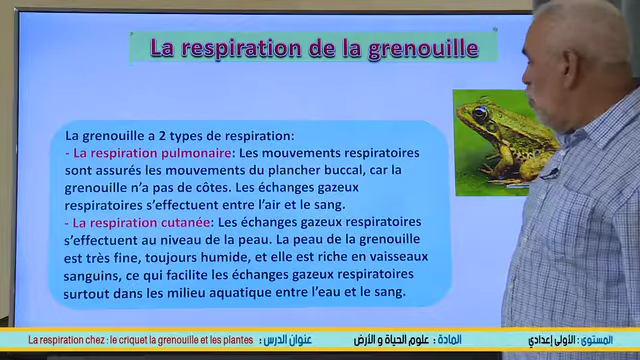 La respiration de la grenouille
La grenouille a 2 types de respiration:
- La respiration pulmonaire: Les mouvements respiratoires
sont assurés les mouvements du plancher buccal, car la
grenouille n'a pas de côtes. Les échanges gazeux
respiratoires s'effectuent entre l'air et le sang.
- La respiration cutanée: Les échanges gazeux respiratoires
s'effectuent au niveau de la peau. La peau de la grenouille
est très fine, toujours humide, et elle est riche en vaisseaux
sanguins, ce qui facilite les échanges gazeux respiratoires
surtout dans les milieu aquatique entre l'eau et le sang.
المستوى : الأولى إعدادي
المادة : علوم الحياة و الأرض
عنوان الدرس : La respiration chez : le criquet la grenouille et les plantes